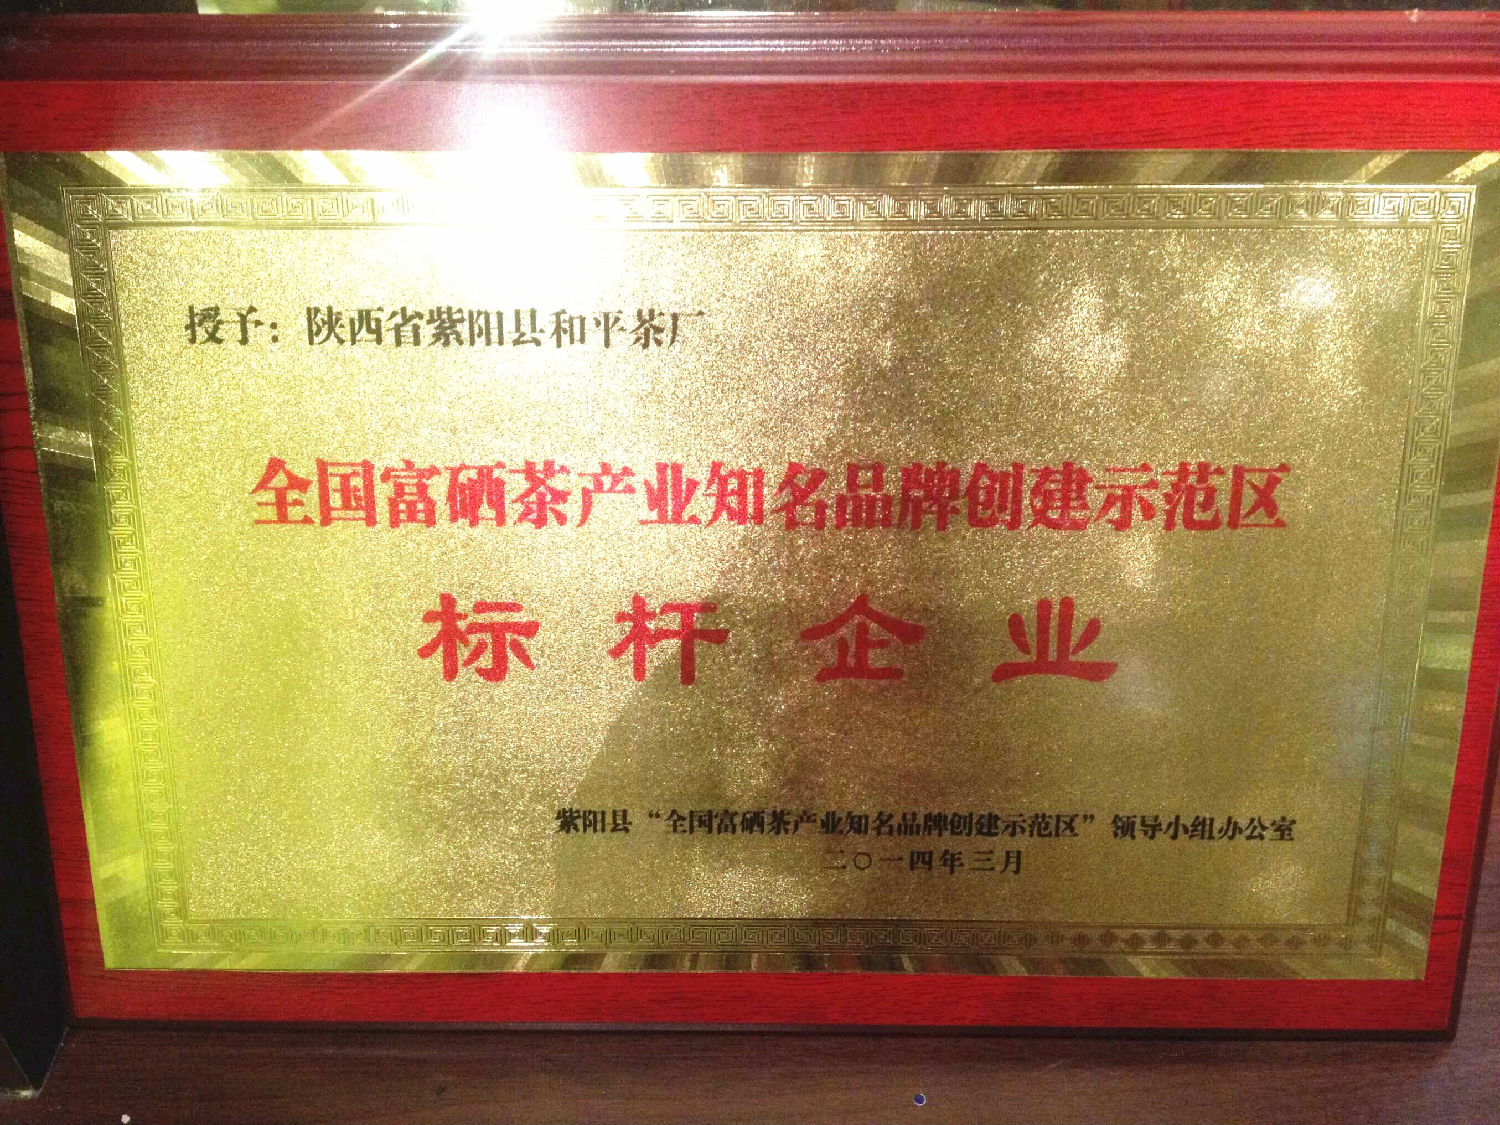 授予：陕西省紫阳县和平茶厂
全国富硒茶产业知名品牌创建示范区
标杆企业
紫阳县“全国富硒茶产业知名品牌创建示范区”领导小组办公室
二〇一四年三月